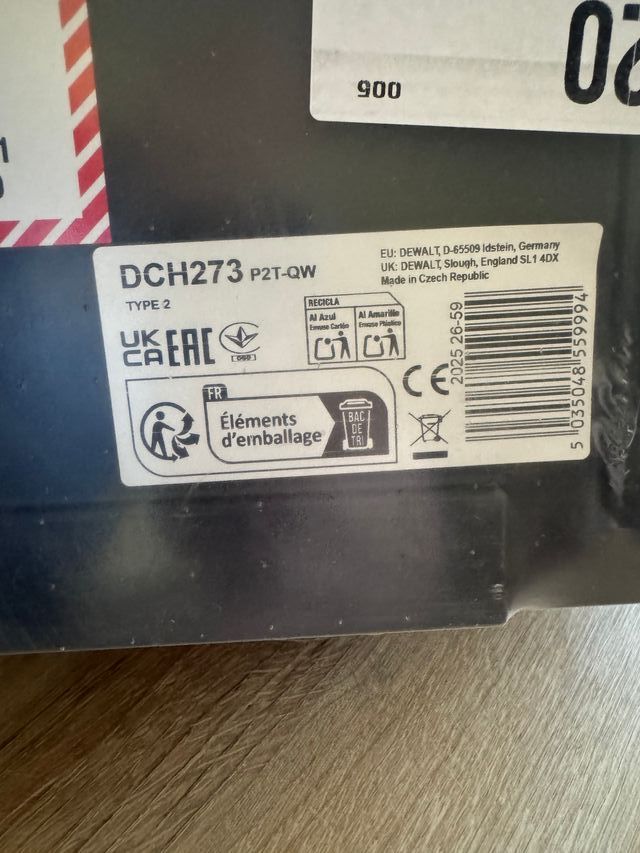 900
DCH273 P2T-QW
TYPE 2
EU: DEWALT, D-65509 Idstein, Germany
UK: DEWALT, Slough, England SL1 4DX
Made in Czech Republic
RECICLA
Al Azul
Envase Cartón
Al Amarillo
Envase Plástico
UK
CA
EAC
CE
2025 26-59
5 035048 559994
FR
Éléments
d'emballage
BAC
DE
TRI